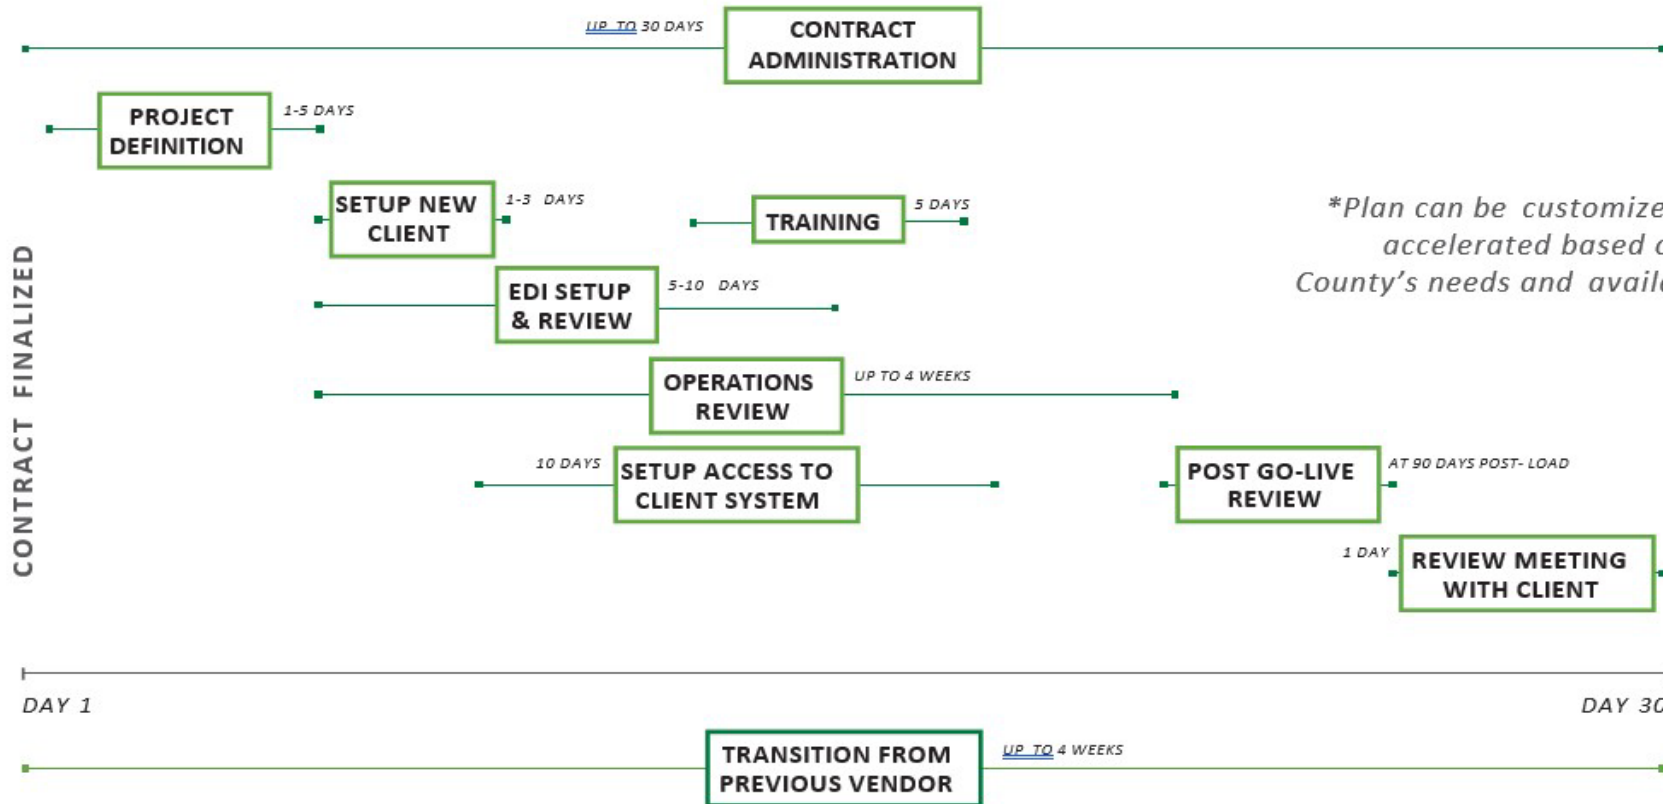 UP TO 30 DAYS
CONTRACT
ADMINISTRATION
PROJECT
DEFINITION
1-5 DAYS
SETUP NEW
CLIENT
1-3 DAYS
TRAINING
5 DAYS
*Plan can be customize
accelerated based o
County's needs and availa
EDI SETUP
& REVIEW
5-10 DAYS
CONTRACT FINALIZED
OPERATIONS
REVIEW
UP TO 4 WEEKS
10 DAYS
SETUP ACCESS TO
CLIENT SYSTEM
POST GO-LIVE
REVIEW
AT 90 DAYS POST- LOAD
1 DAY
REVIEW MEETING
WITH CLIENT
DAY 1
DAY 30
TRANSITION FROM
PREVIOUS VENDOR
UP TO 4 WEEKS